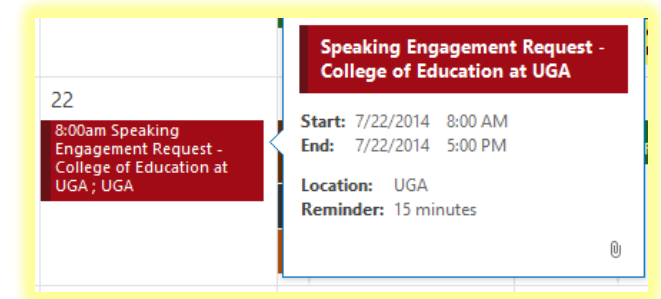 22
8:00am Speaking
Engagement Request -
College of Education at
UGA ; UGA
Speaking Engagement Request -
College of Education at UGA
Start: 7/22/2014 8:00 AM
End: 7/22/2014 5:00 PM
Location: UGA
Reminder: 15 minutes